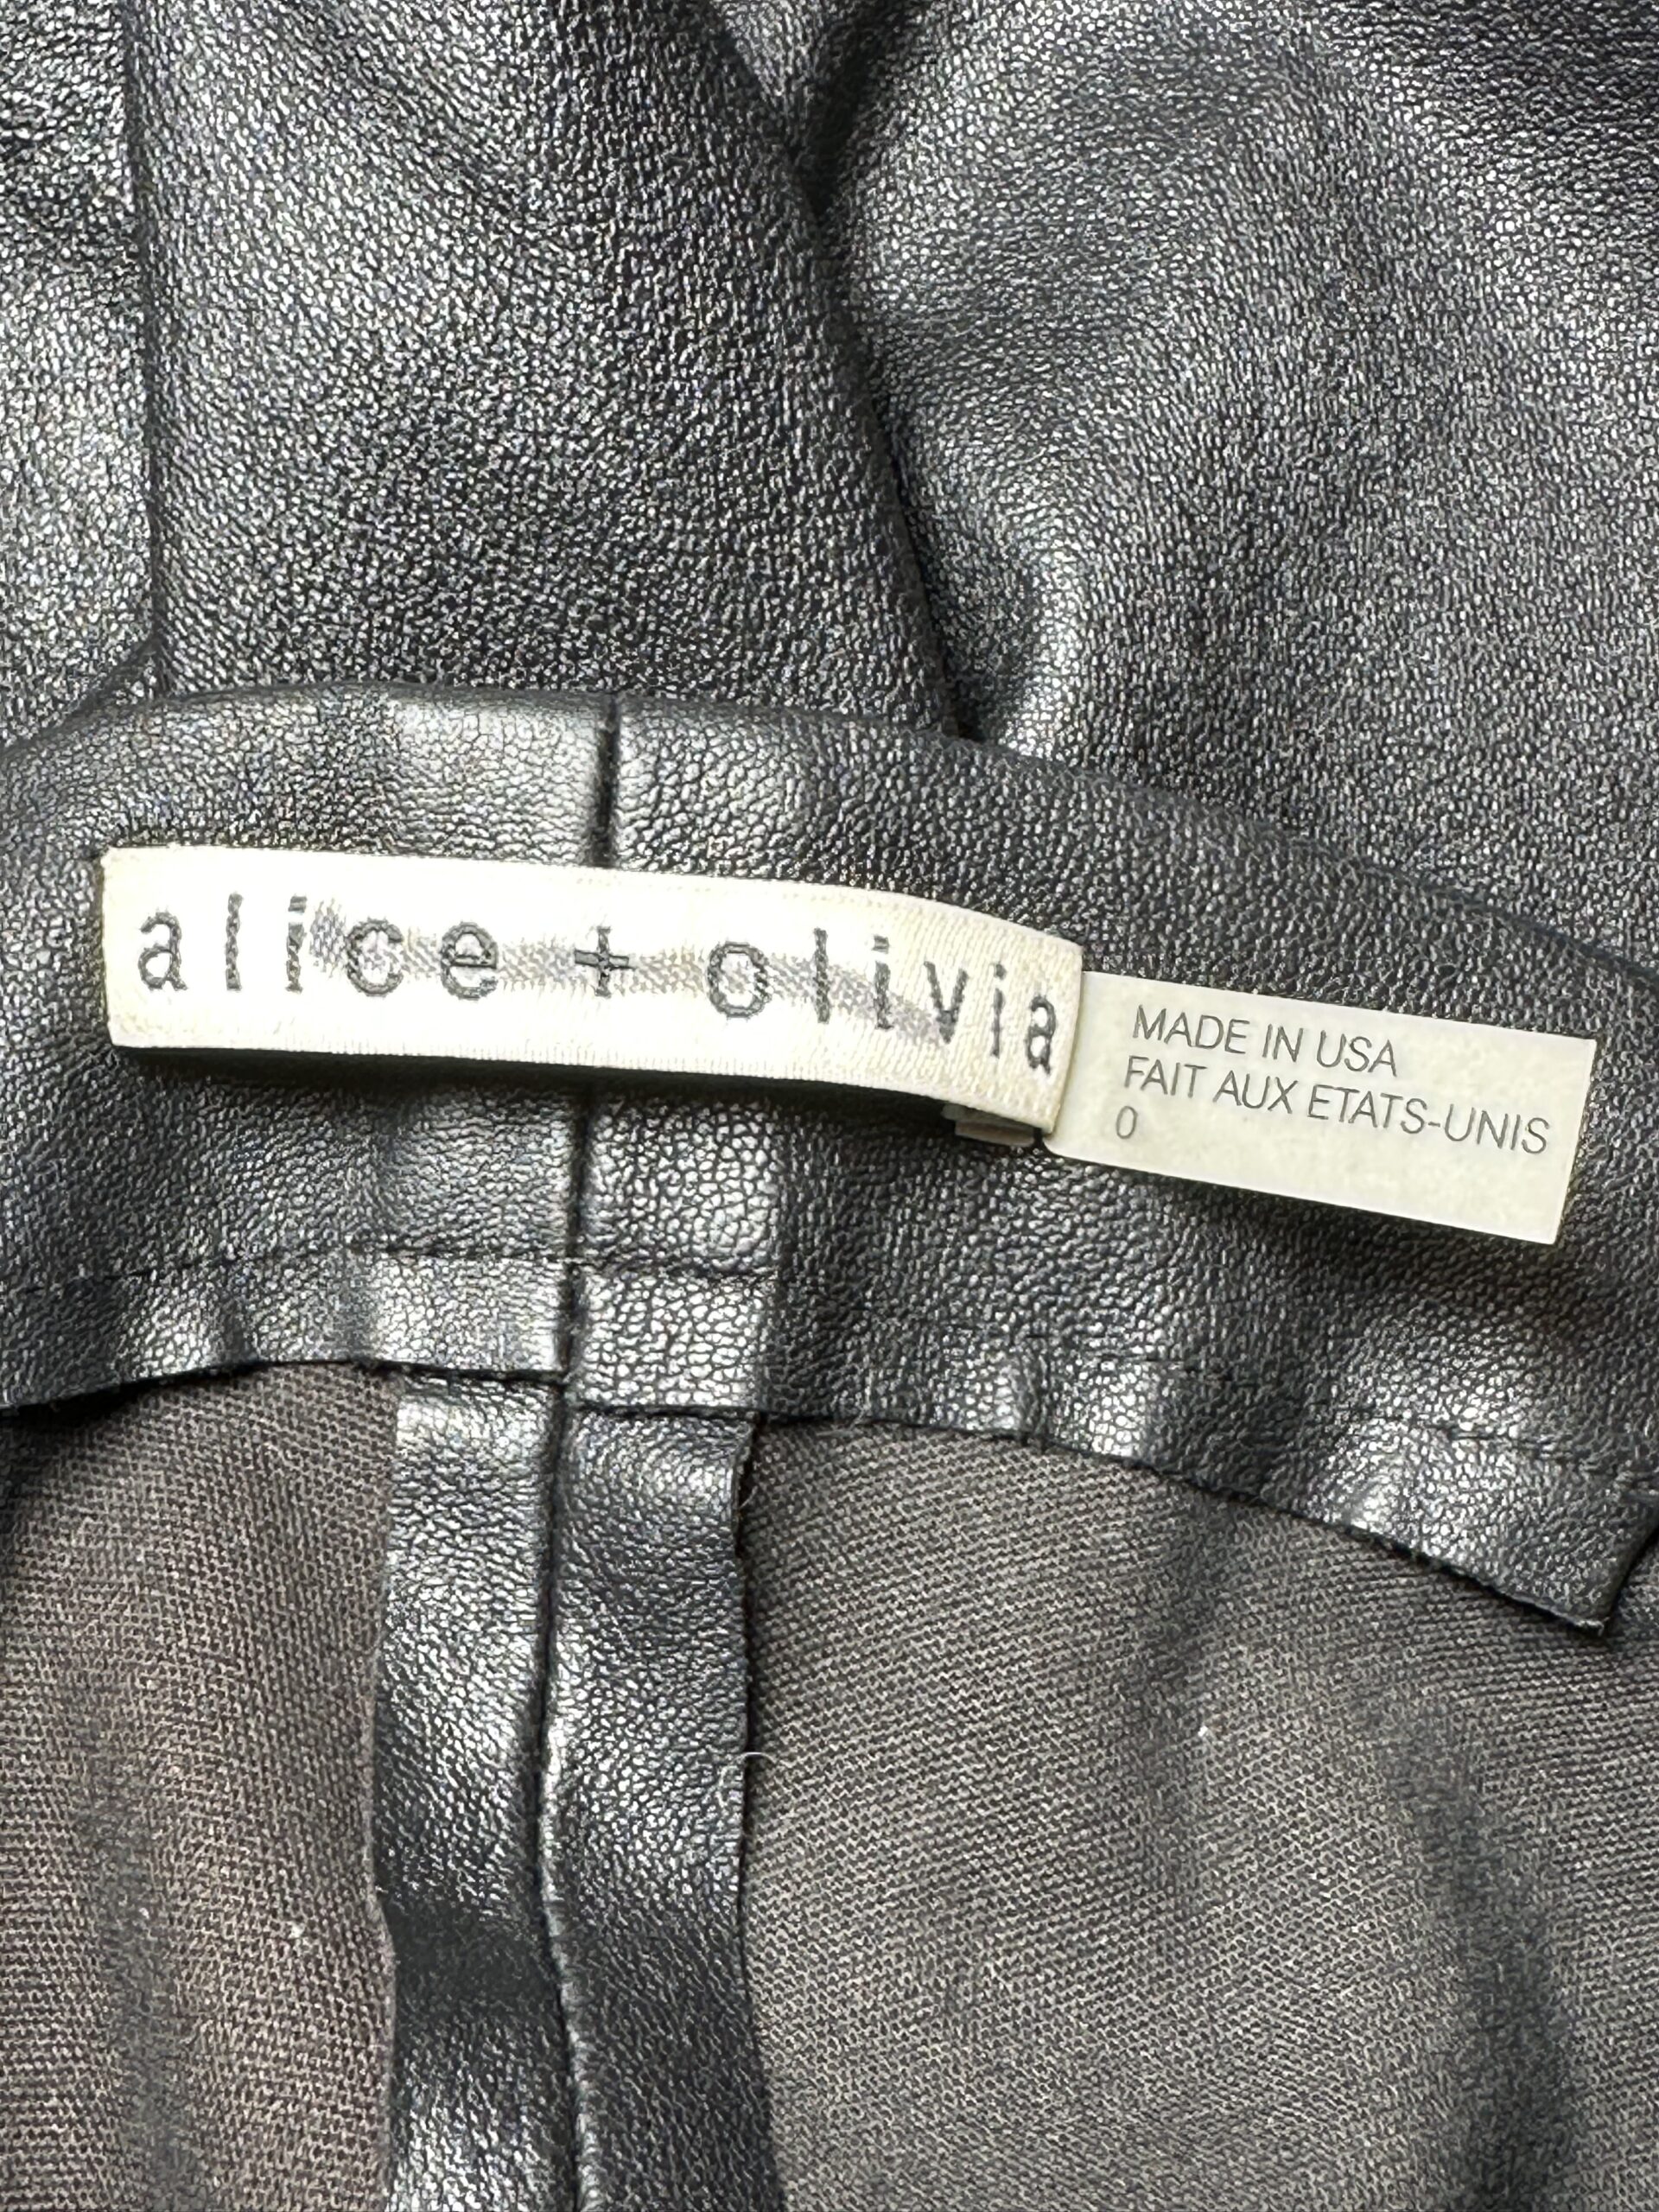 alice + olivia
MADE IN USA
FAIT AUX ETATS-UNIS
0